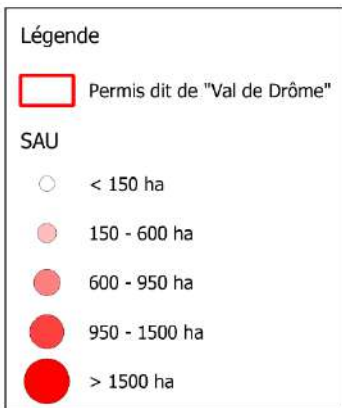 Légende
Permis dit de "Val de Drôme"
SAU
< 150 ha
150 - 600 ha
600 - 950 ha
950 - 1500 ha
> 1500 ha